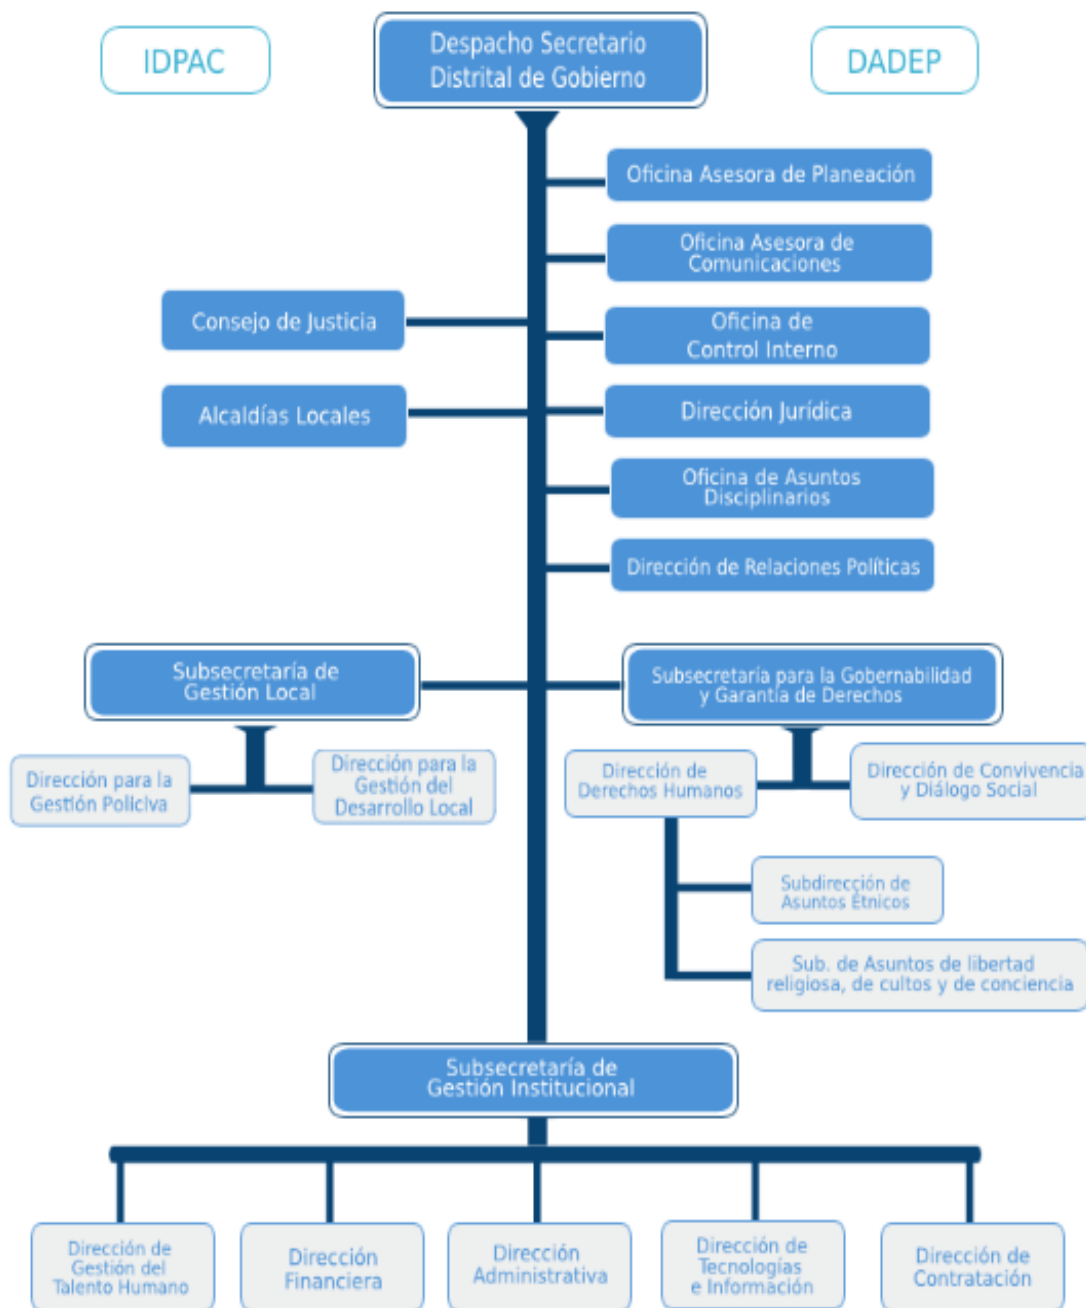 IDPAC
Despacho Secretario
Distrital de Gobierno
DADEP
Oficina Asesora de Planeación
Oficina Asesora de
Comunicaciones
Consejo de Justicia
Oficina de
Control Interno
Alcaldías Locales
Dirección Jurídica
Oficina de Asuntos
Disciplinarios
Dirección de Relaciones Políticas
Subsecretaría de
Gestión Local
Subsecretaría para la Gobernabilidad
y Garantía de Derechos
Dirección para la
Gestión Policiva
Dirección para la
Gestión del
Desarrollo Local
Dirección de
Derechos Humanos
Dirección de Convivencia
y Diálogo Social
Subdirección de
Asuntos Étnicos
Sub. de Asuntos de libertad
religiosa, de cultos y de conciencia
Subsecretaría de
Gestión Institucional
Dirección de
Gestión del
Talento Humano
Dirección
Financiera
Dirección
Administrativa
Dirección de
Tecnologías
e Información
Dirección de
Contratación